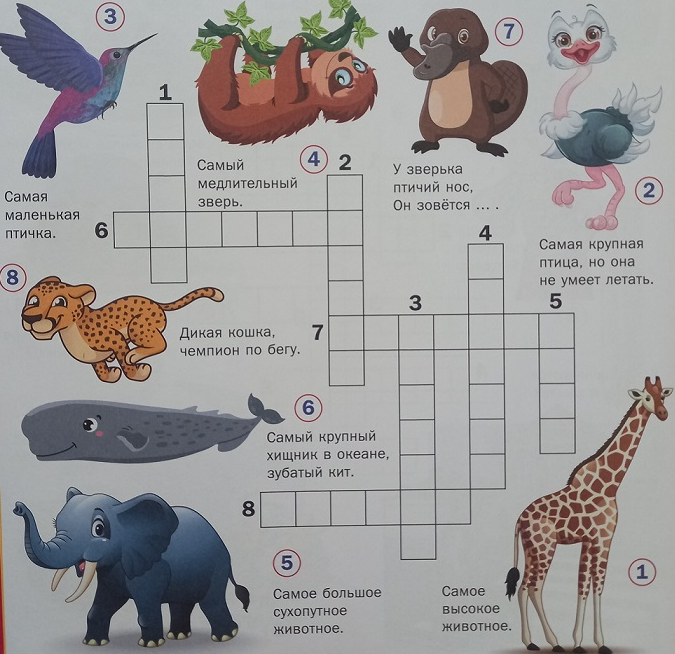 3
7
1
Самый
медлительный
зверь.
4
2
У зверька
птичий нос,
Он зовётся ... .
2
Самая
маленькая
птичка.
6
4
Самая крупная
птица, но она
не умеет летать.
8
Дикая кошка,
чемпион по бегу.
7
3
5
6
Самый крупный
хищник в океане,
зубатый кит.
8
5
Самое большое
сухопутное
животное.
Самое
высокое
животное.
1